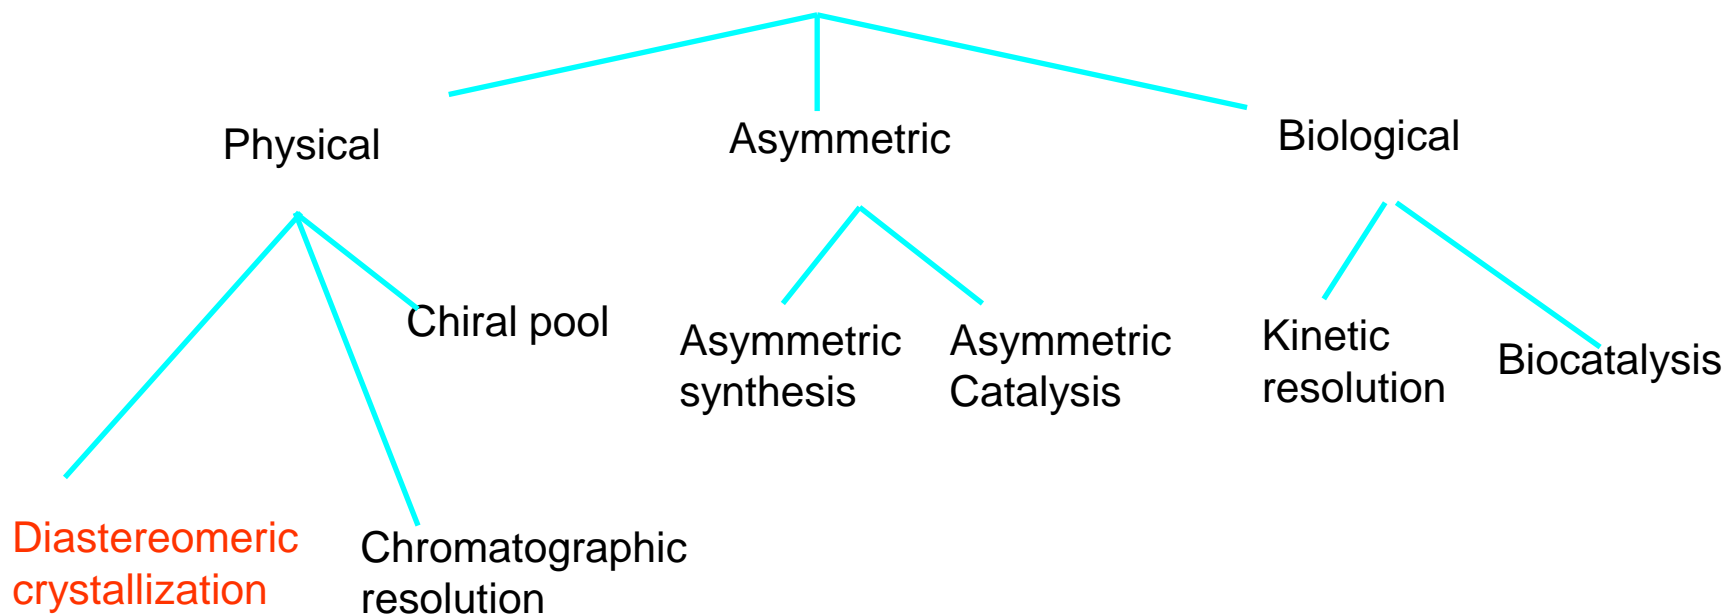 Physical
Asymmetric
Biological
Chiral pool
Asymmetric
synthesis
Asymmetric
Catalysis
Kinetic
resolution
Biocatalysis
Diastereomeric
crystallization
Chromatographic
resolution